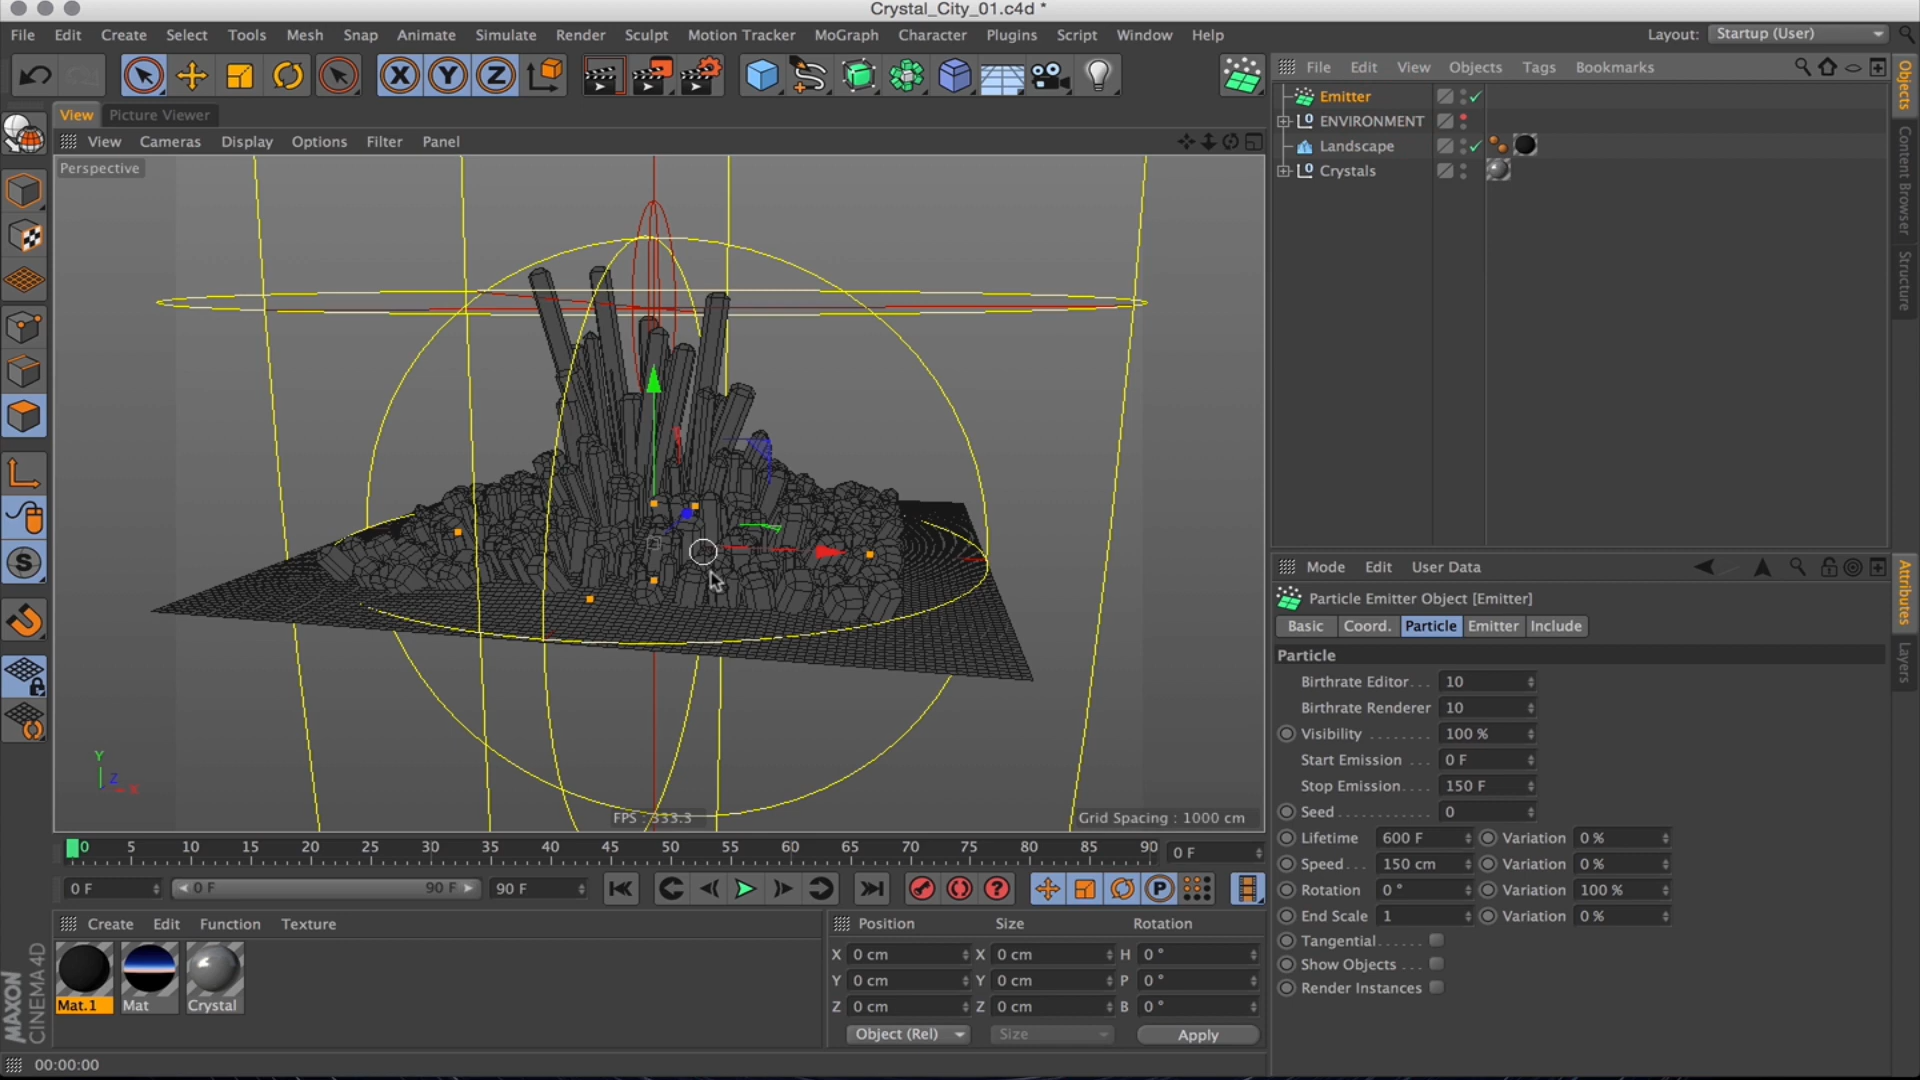 Crystal_City_01.c4d *
File Edit Create Select Tools Mesh Snap Animate Simulate Render Sculpt Motion Tracker MoGraph Character Plugins Script Window Help Layout: Startup (User)
X Y Z
File Edit View Objects Tags Bookmarks
View Picture Viewer
View Cameras Display Options Filter Panel
Perspective
Emitter
ENVIRONMENT
Landscape
Crystals
Objects
Content Browser
Structure
Mode Edit User Data
Particle Emitter Object [Emitter]
Basic Coord. Particle Emitter Include
Particle
Birthrate Editor... 10
Birthrate Renderer 10
Visibility ........ 100 %
Start Emission ... 0 F
Stop Emission.... 150 F
Seed............ 0
Lifetime 600 F Variation 0 %
Speed... 150 cm Variation 0 %
Rotation 0 ° Variation 100 %
End Scale 1 Variation 0 %
Tangential......
Show Objects ...
Render Instances
Attributes
Layers
Y
Z
X
FPS : 333.3
Grid Spacing : 1000 cm
0 5 10 15 20 25 30 35 40 45 50 55 60 65 70 75 80 85 90 0 F
0 F 0 F 90 F 90 F
P
Create Edit Function Texture
Mat.1 Mat Crystal
Position Size Rotation
X 0 cm X 0 cm H 0 °
Y 0 cm Y 0 cm P 0 °
Z 0 cm Z 0 cm B 0 °
Object (Rel) Size Apply
MAXON
CINEMA4D
00:00:00